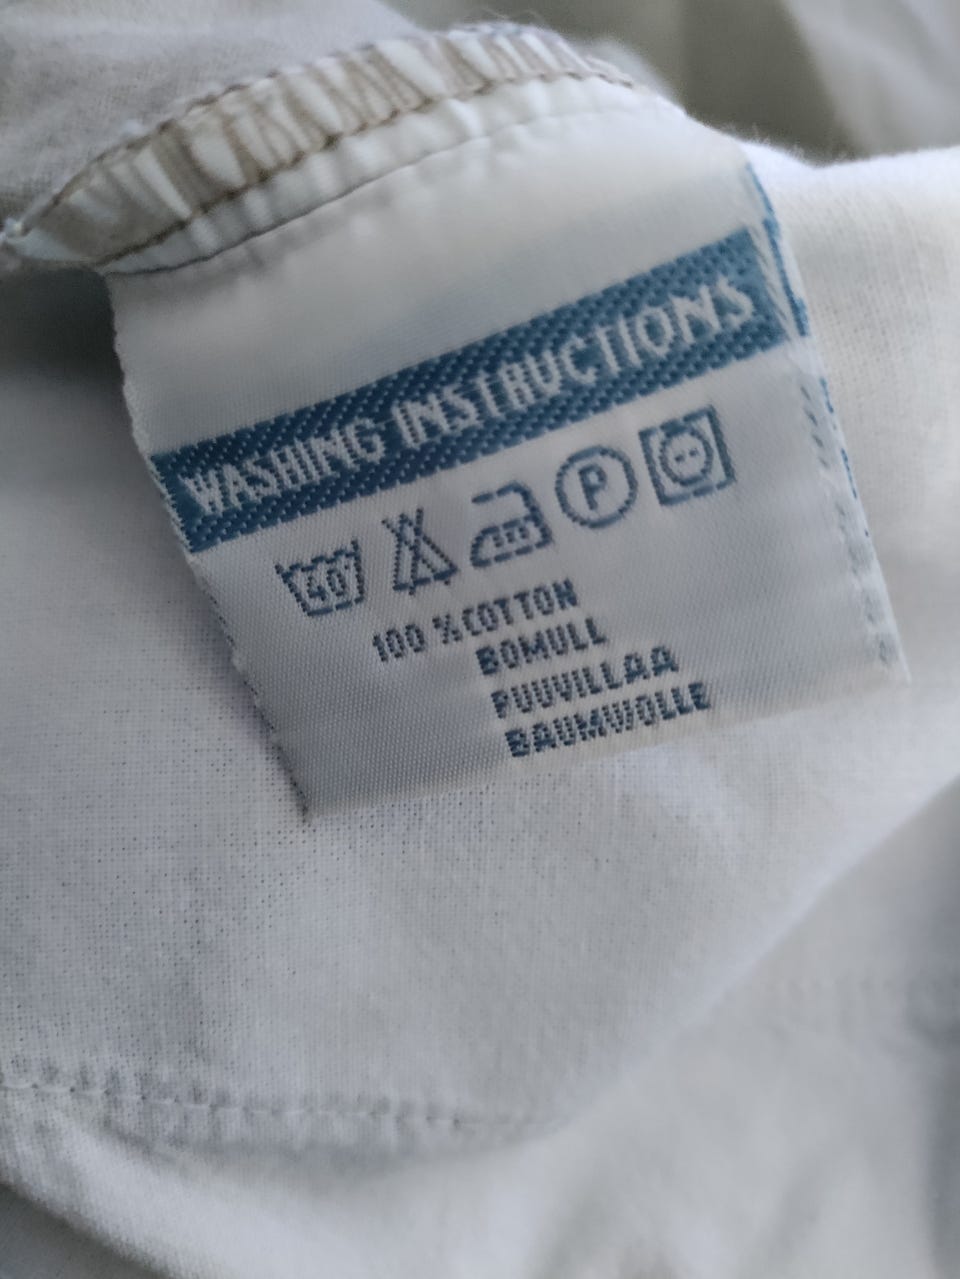 WASHING INSTRUCTIONS
40 P
100 % COTTON
BOMULL
PUUVILLAA
BAUMWOLLE